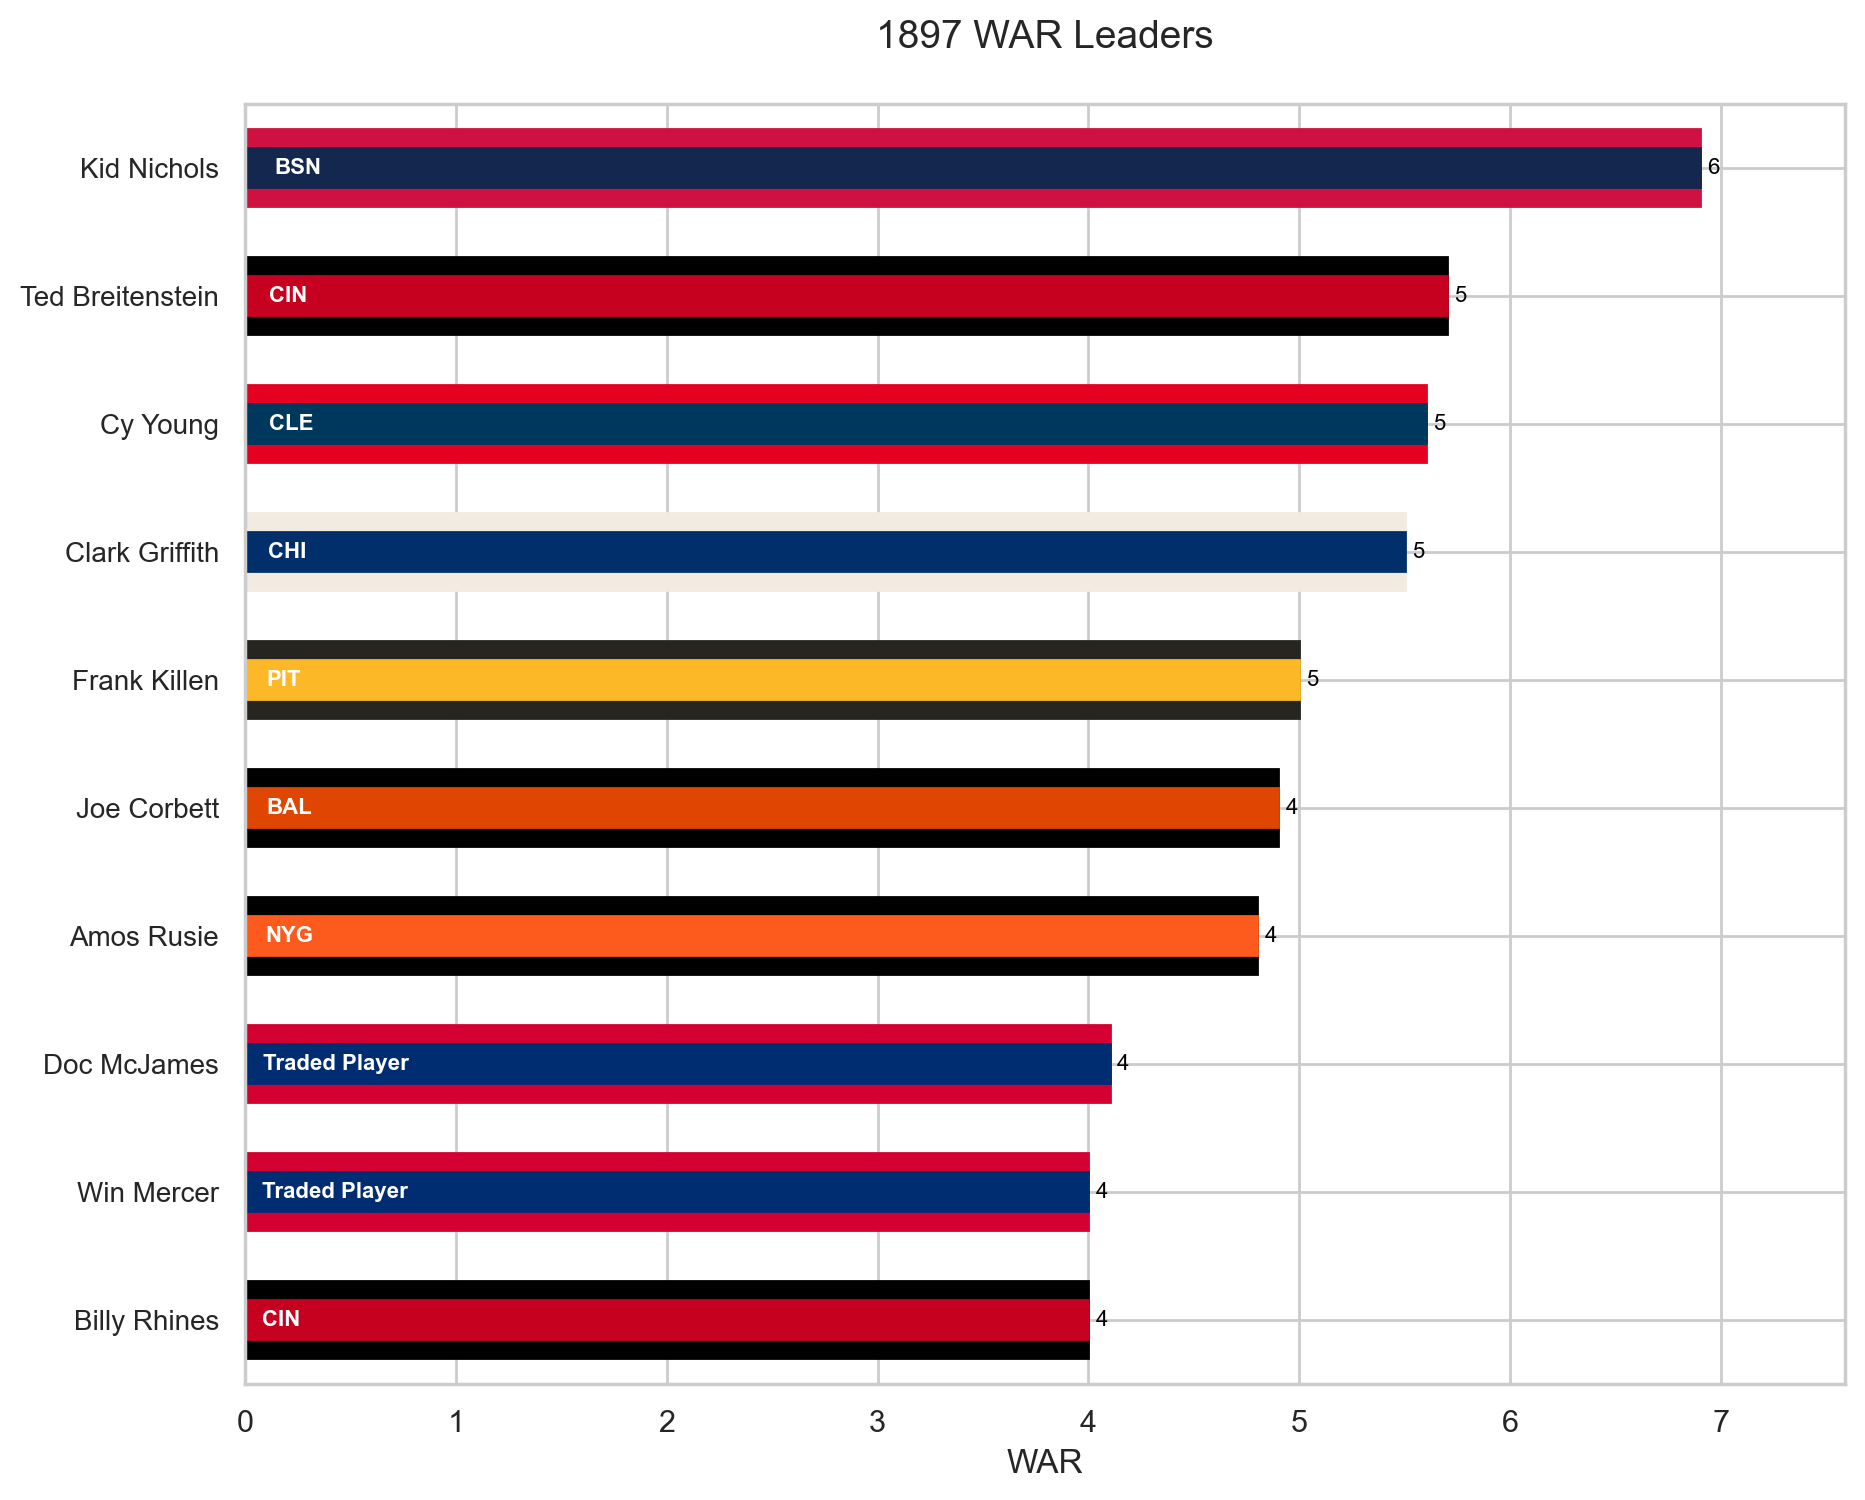 1897 WAR Leaders
Kid Nichols
BSN
6
Ted Breitenstein
CIN
5
Cy Young
CLE
5
Clark Griffith
CHI
5
Frank Killen
PIT
5
Joe Corbett
BAL
4
Amos Rusie
NYG
4
Doc McJames
Traded Player
4
Win Mercer
Traded Player
4
Billy Rhines
CIN
4
0 1 2 3 4 5 6 7
WAR